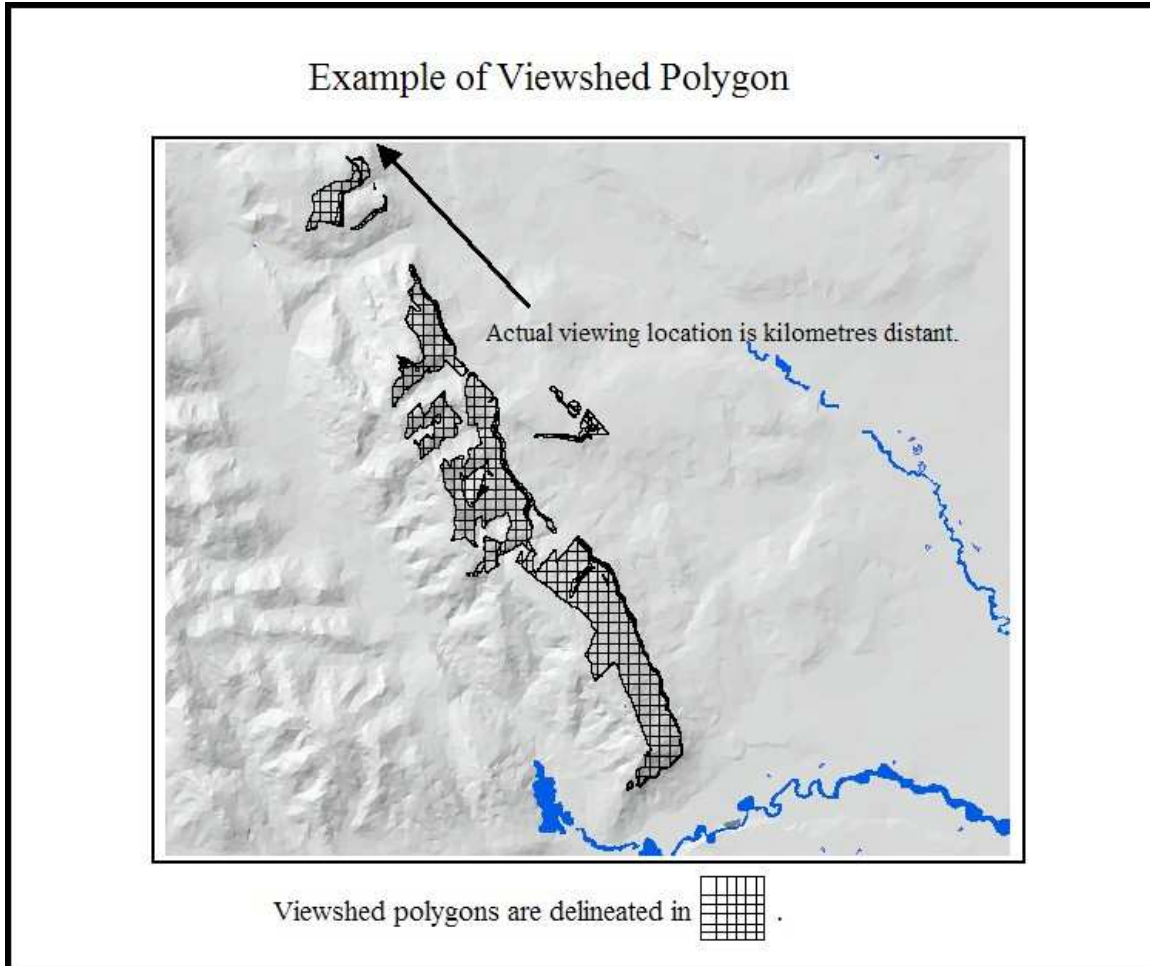 Example of Viewshed Polygon
Actual viewing location is kilometres distant.
Viewshed polygons are delineated in .